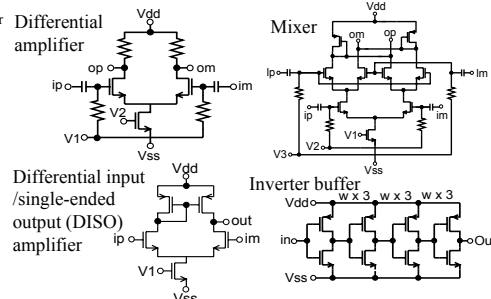 r
Differential
amplifier
Vdd
op
om
ip
im
V2
V1
Vss
Mixer
Vdd
om
op
Ip
Im
ip
im
V1
V2
V3
Vss
Differential input
/single-ended
output (DISO)
amplifier
Vdd
out
ip
im
V1
Vss
Inverter buffer
w x 3 w x 3 w x 3
Vdd
in
Ou
Vss